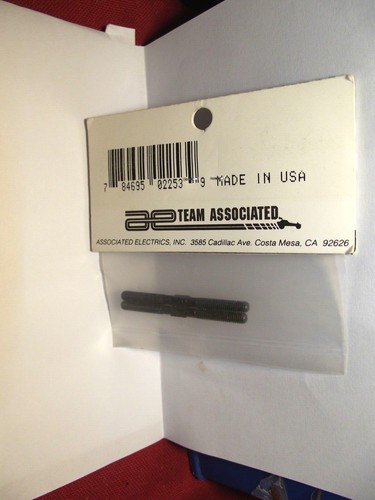 7 84695 02253 9 MADE IN USA
ae TEAM ASSOCIATED
ASSOCIATED ELECTRICS, INC. 3585 Cadillac Ave. Costa Mesa, CA 92626